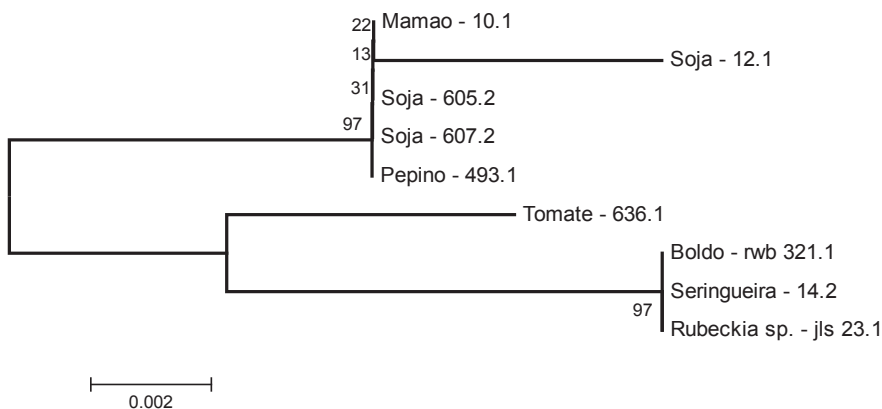 22
Mamao - 10.1
13
Soja - 12.1
31
Soja - 605.2
97
Soja - 607.2
Pepino - 493.1
Tomate - 636.1
Boldo - rwb 321.1
Seringueira - 14.2
97
Rubeckia sp. - jls 23.1
0.002